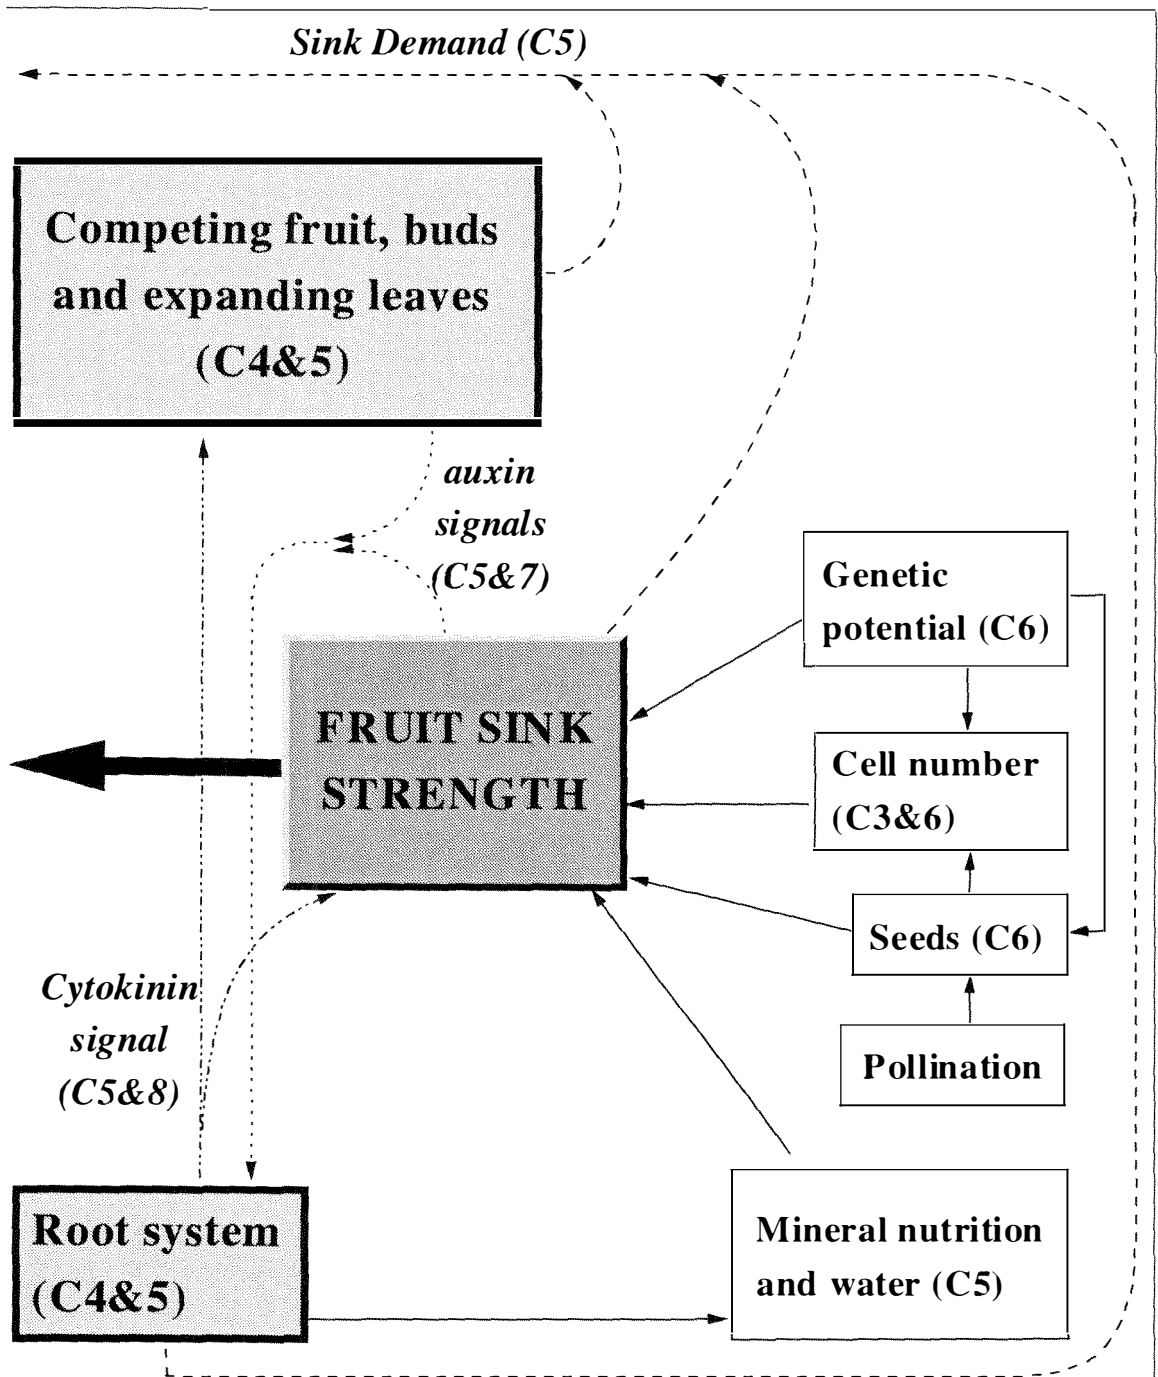 Sink Demand (C5)
Competing fruit, buds
and expanding leaves
(C4&5)
auxin
signals
(C5&7)
Genetic
potential (C6)
FRUIT SINK
STRENGTH
Cell number
(C3&6)
Seeds (C6)
Cytokinin
signal
(C5&8)
Pollination
Root system
(C4&5)
Mineral nutrition
and water (C5)